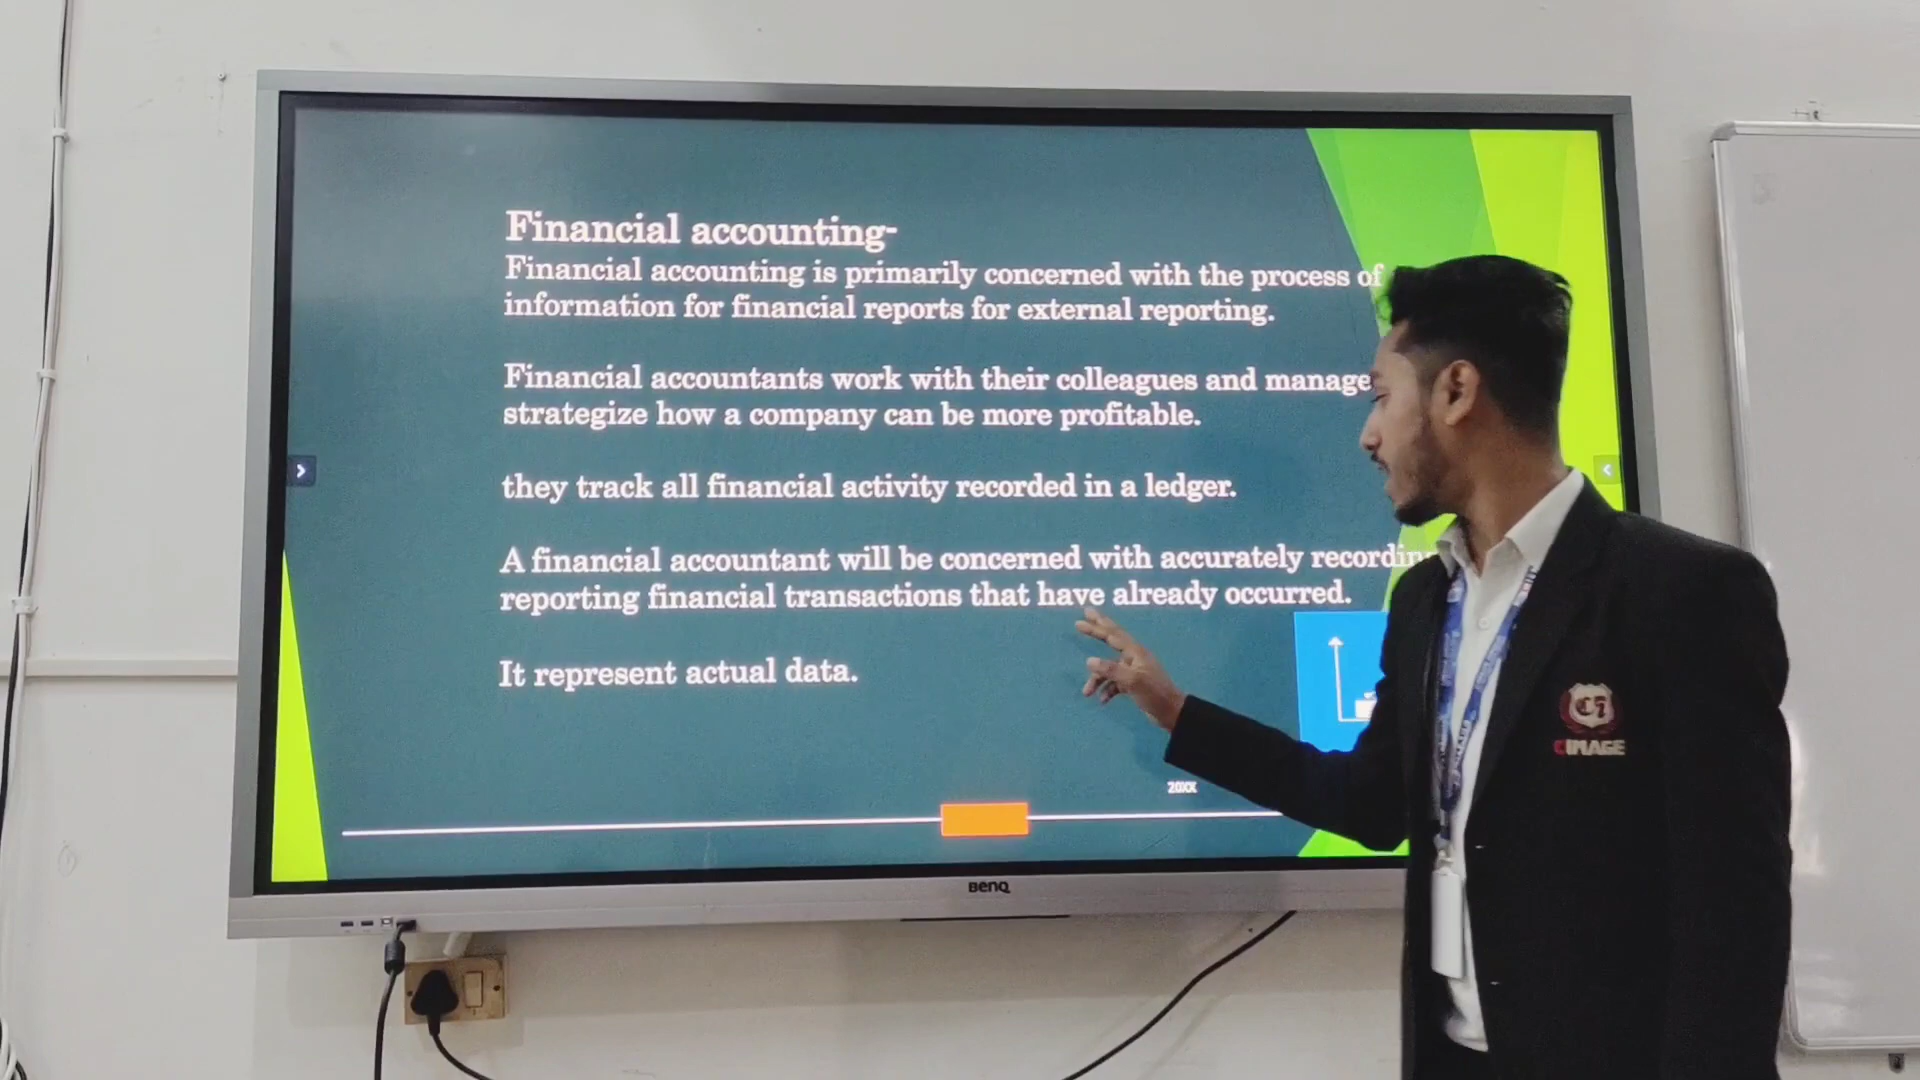 Financial accounting-
Financial accounting is primarily concerned with the process of
information for financial reports for external reporting.
Financial accountants work with their colleagues and
strategize how a company can be more profitable.
they track all financial activity recorded in a ledger.
A financial accountant will be concerned with accurately
reporting financial transactions that have already occurred.
It represent actual data.
20XX
BenQ
CIMAGE